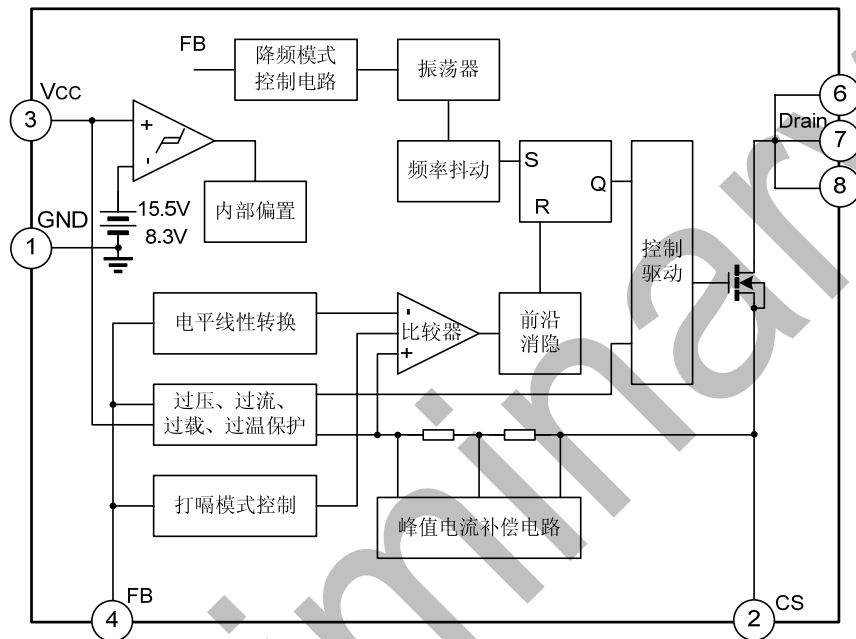 FB
降频模式
控制电路
振荡器
6
VCC
3
Drain
7
+
-
频率抖动
S
Q
8
内部偏置
R
15.5V
GND
8.3V
1
控制
驱动
电平线性转换
-
比较器
+
前沿
消隐
过压、过流、
过载、过温保护
打嗝模式控制
峰值电流补偿电路
FB
4
CS
2
iminary